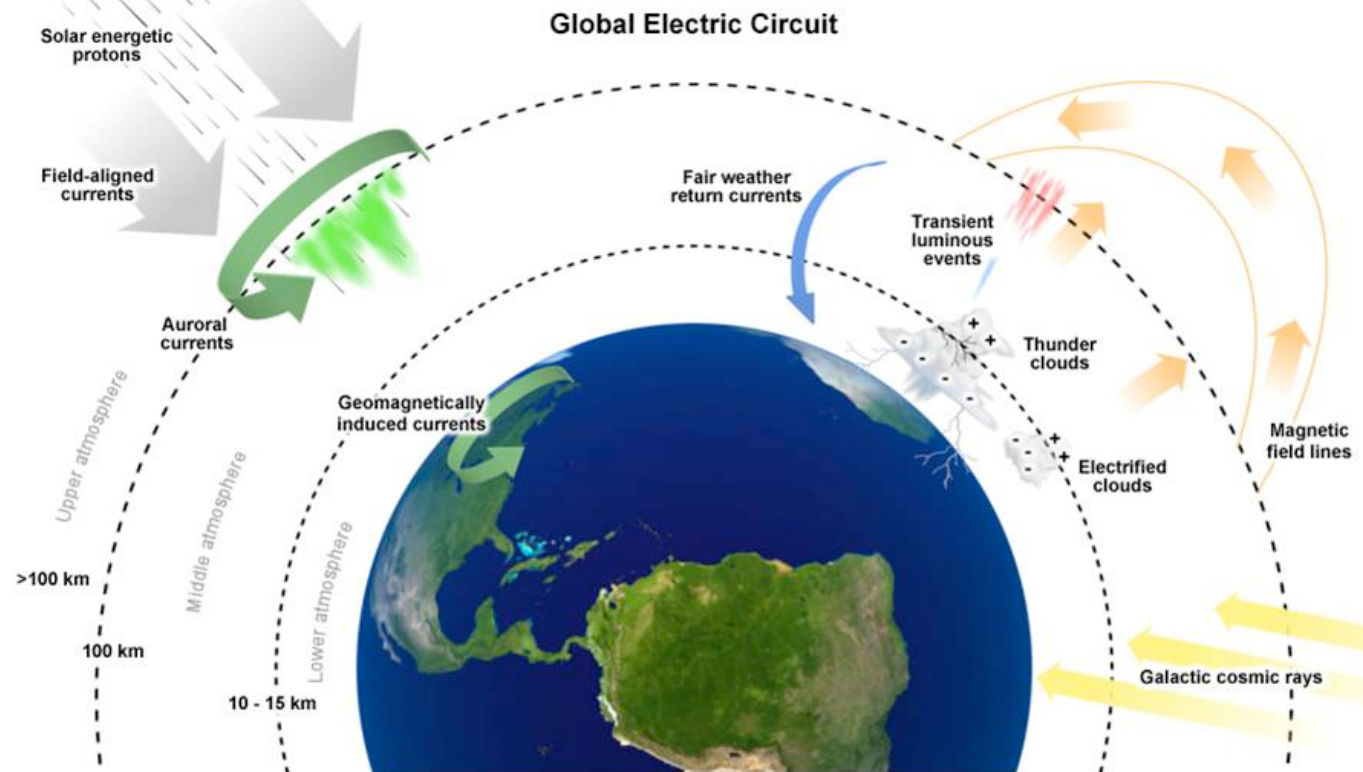 Global Electric Circuit
Solar energetic
protons
Field-aligned
currents
Fair weather
return currents
Transient
luminous
events
Auroral
currents
Thunder
clouds
Geomagnetically
induced currents
Magnetic
field lines
Electrified
clouds
Upper atmosphere
Middle atmosphere
Lower atmosphere
>100 km
100 km
10 - 15 km
Galactic cosmic rays